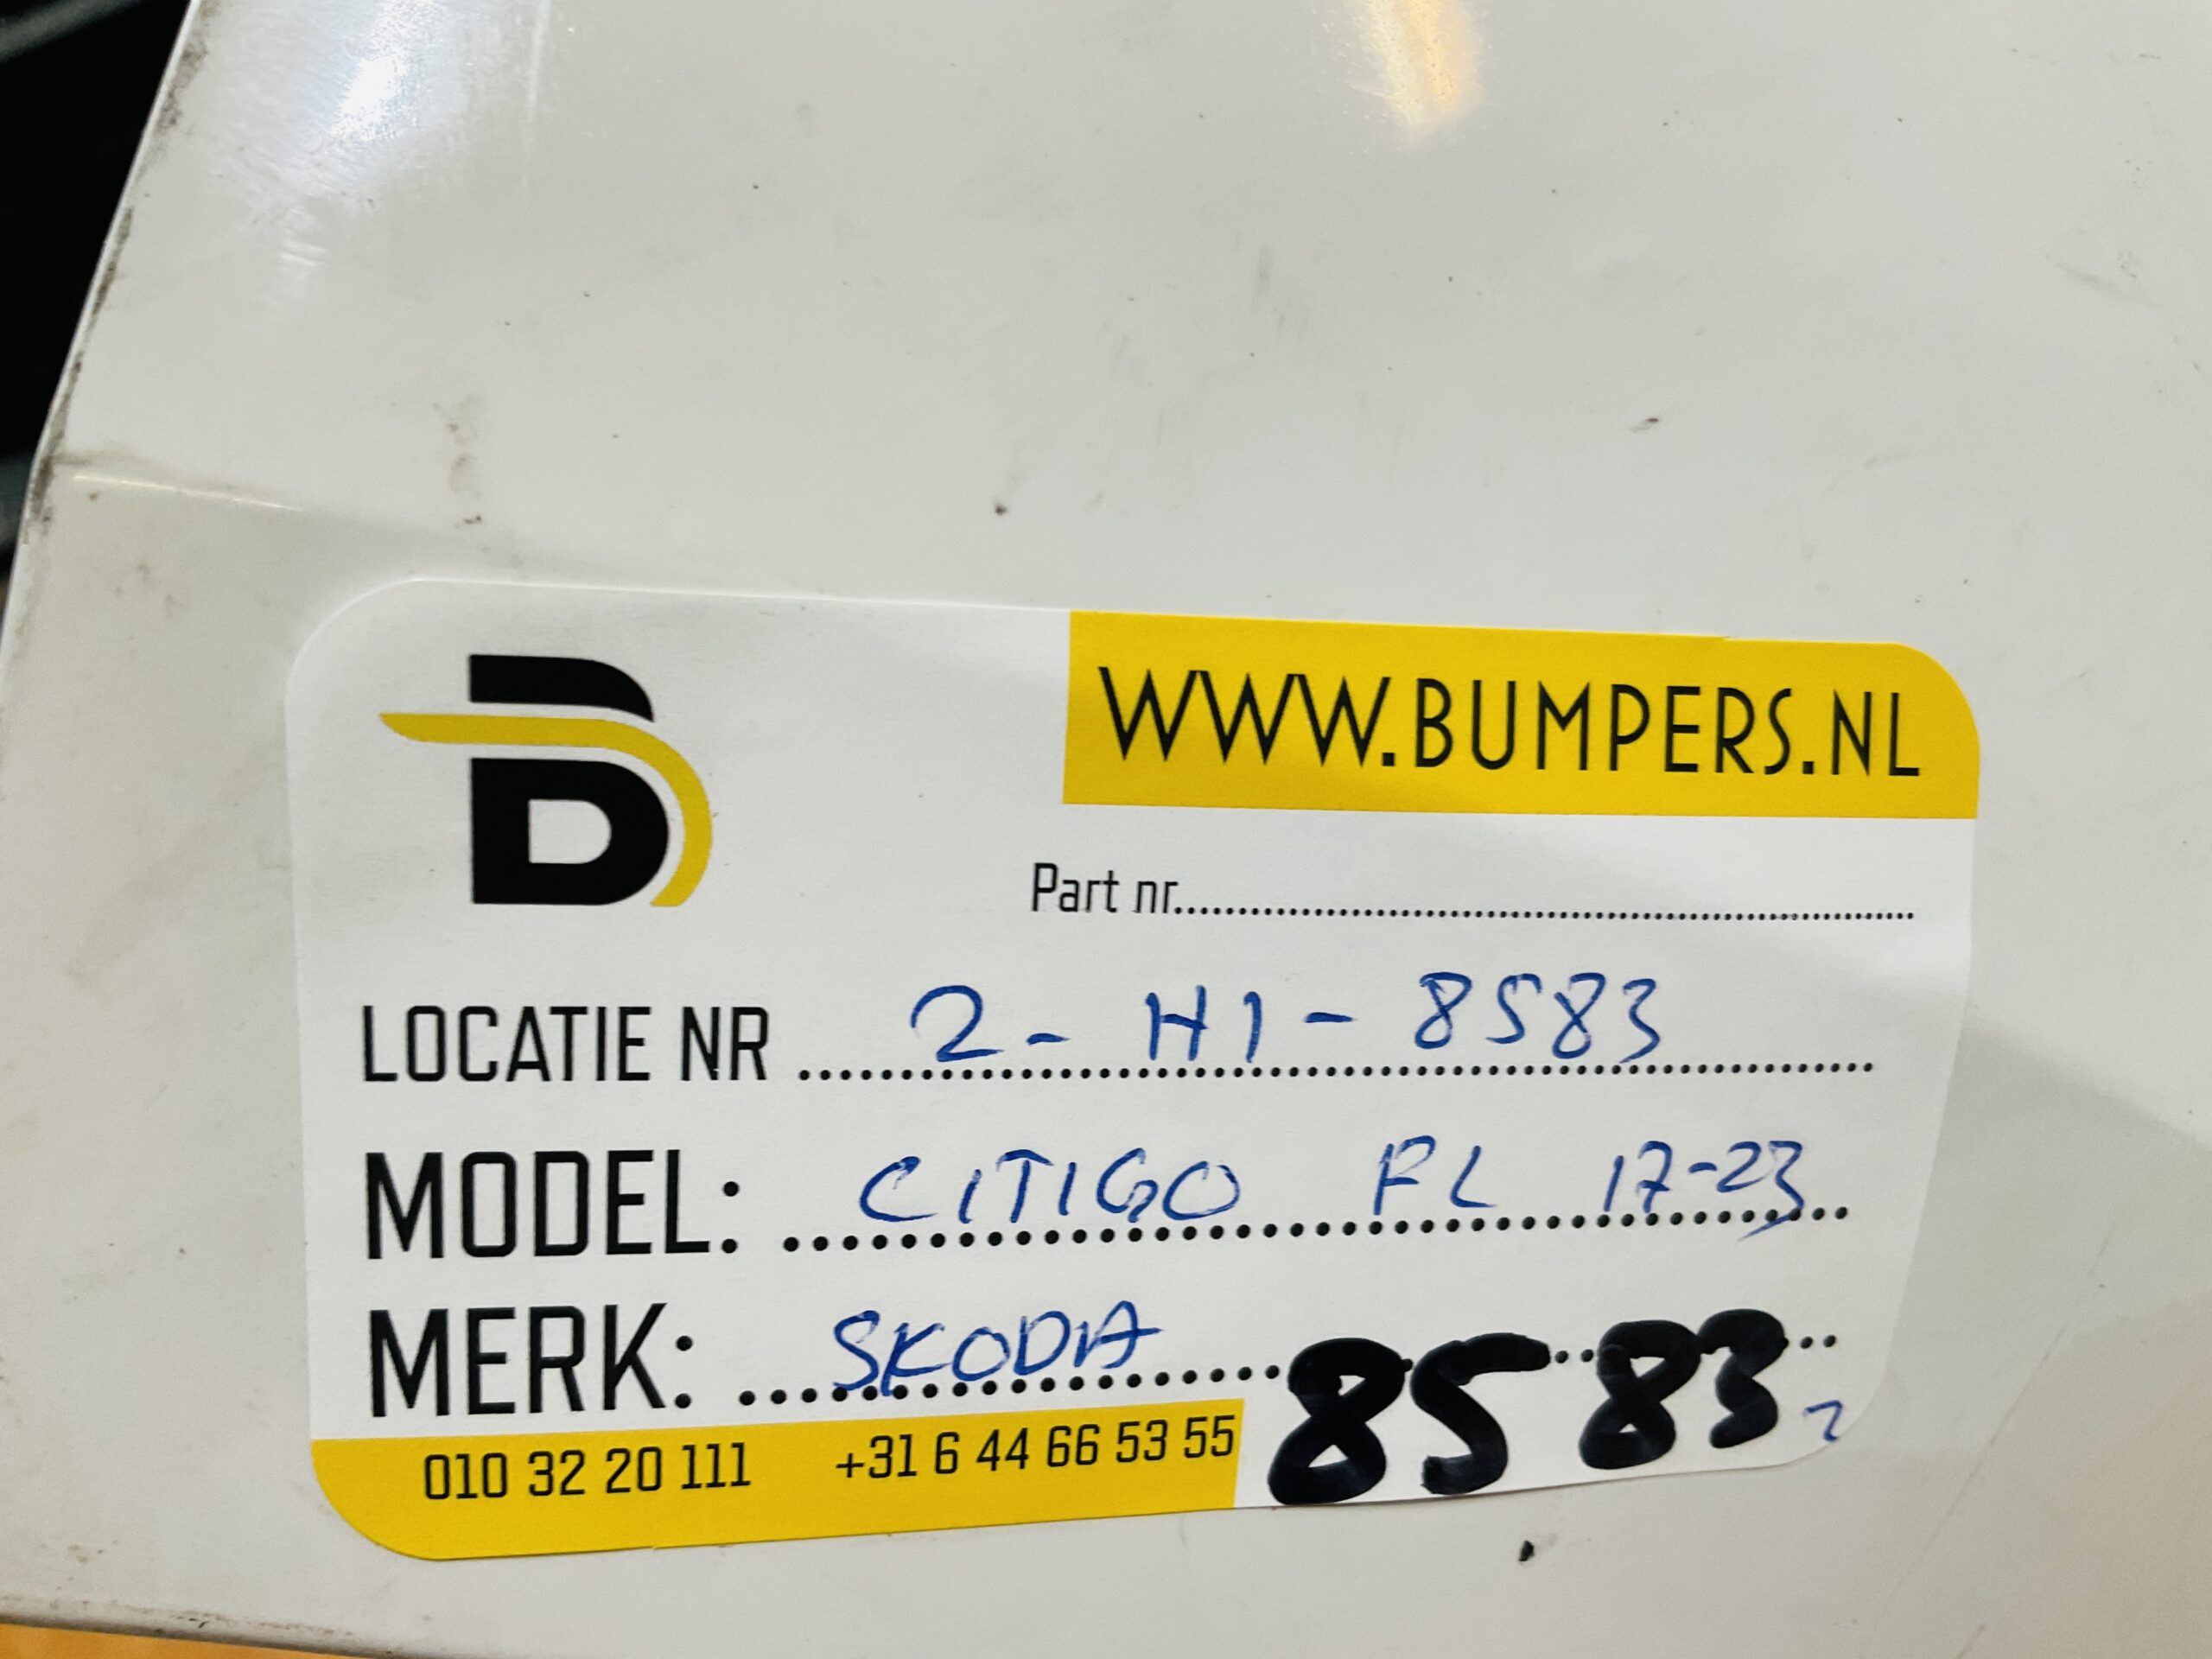 B
WWW.BUMPERS.NL
Part nr.......................................................................
LOCATIE NR 2 - H1 - 8583
MODEL: CITIGO FL 17-23
MERK: SKODA
8583
2
010 32 20 111 +31 6 44 66 53 55